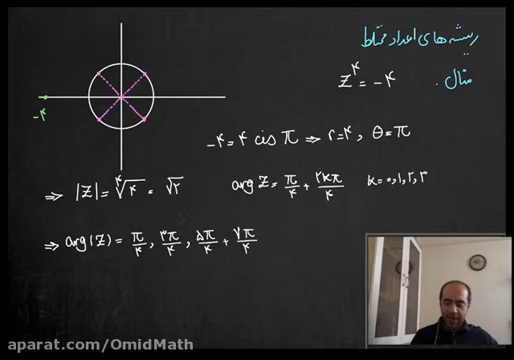 ریشه های اعداد مختلط
مثال.
z^۴ = -۴
-۴
-۴ = ۴ cis π ⇒ r = ۴, θ = π
⇒ |z| = ∜۴ = √۲   arg z = π/۴ + ۲kπ/۴   k = ۰, ۱, ۲, ۳
⇒ arg(z) = π/۴, ۳π/۴, ۵π/۴ + ۷π/۴
aparat.com/OmidMath